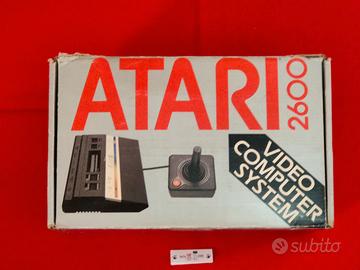 ATARI
2600
VIDEO
COMPUTER
SYSTEM
subito